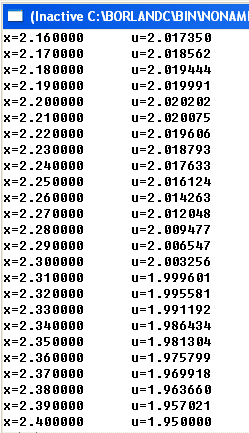 (Inactive C:\BORLANDC\BIN\NONAM
x=2.160000 u=2.017350
x=2.170000 u=2.018562
x=2.180000 u=2.019444
x=2.190000 u=2.019991
x=2.200000 u=2.020202
x=2.210000 u=2.020075
x=2.220000 u=2.019606
x=2.230000 u=2.018793
x=2.240000 u=2.017633
x=2.250000 u=2.016124
x=2.260000 u=2.014263
x=2.270000 u=2.012048
x=2.280000 u=2.009477
x=2.290000 u=2.006547
x=2.300000 u=2.003256
x=2.310000 u=1.999601
x=2.320000 u=1.995581
x=2.330000 u=1.991192
x=2.340000 u=1.986434
x=2.350000 u=1.981304
x=2.360000 u=1.975799
x=2.370000 u=1.969918
x=2.380000 u=1.963660
x=2.390000 u=1.957021
x=2.400000 u=1.950000